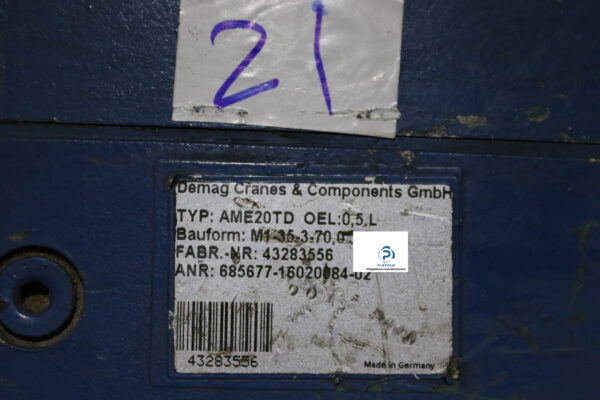 21
Demag Cranes & Components GmbH
TYP: AME20TD OEL:0,5,L
Bauform: M1-35-3-70,0
FABR.-NR: 43283556
ANR: 685677-16020084-02
PLATINUM
43283556
Made in Germany